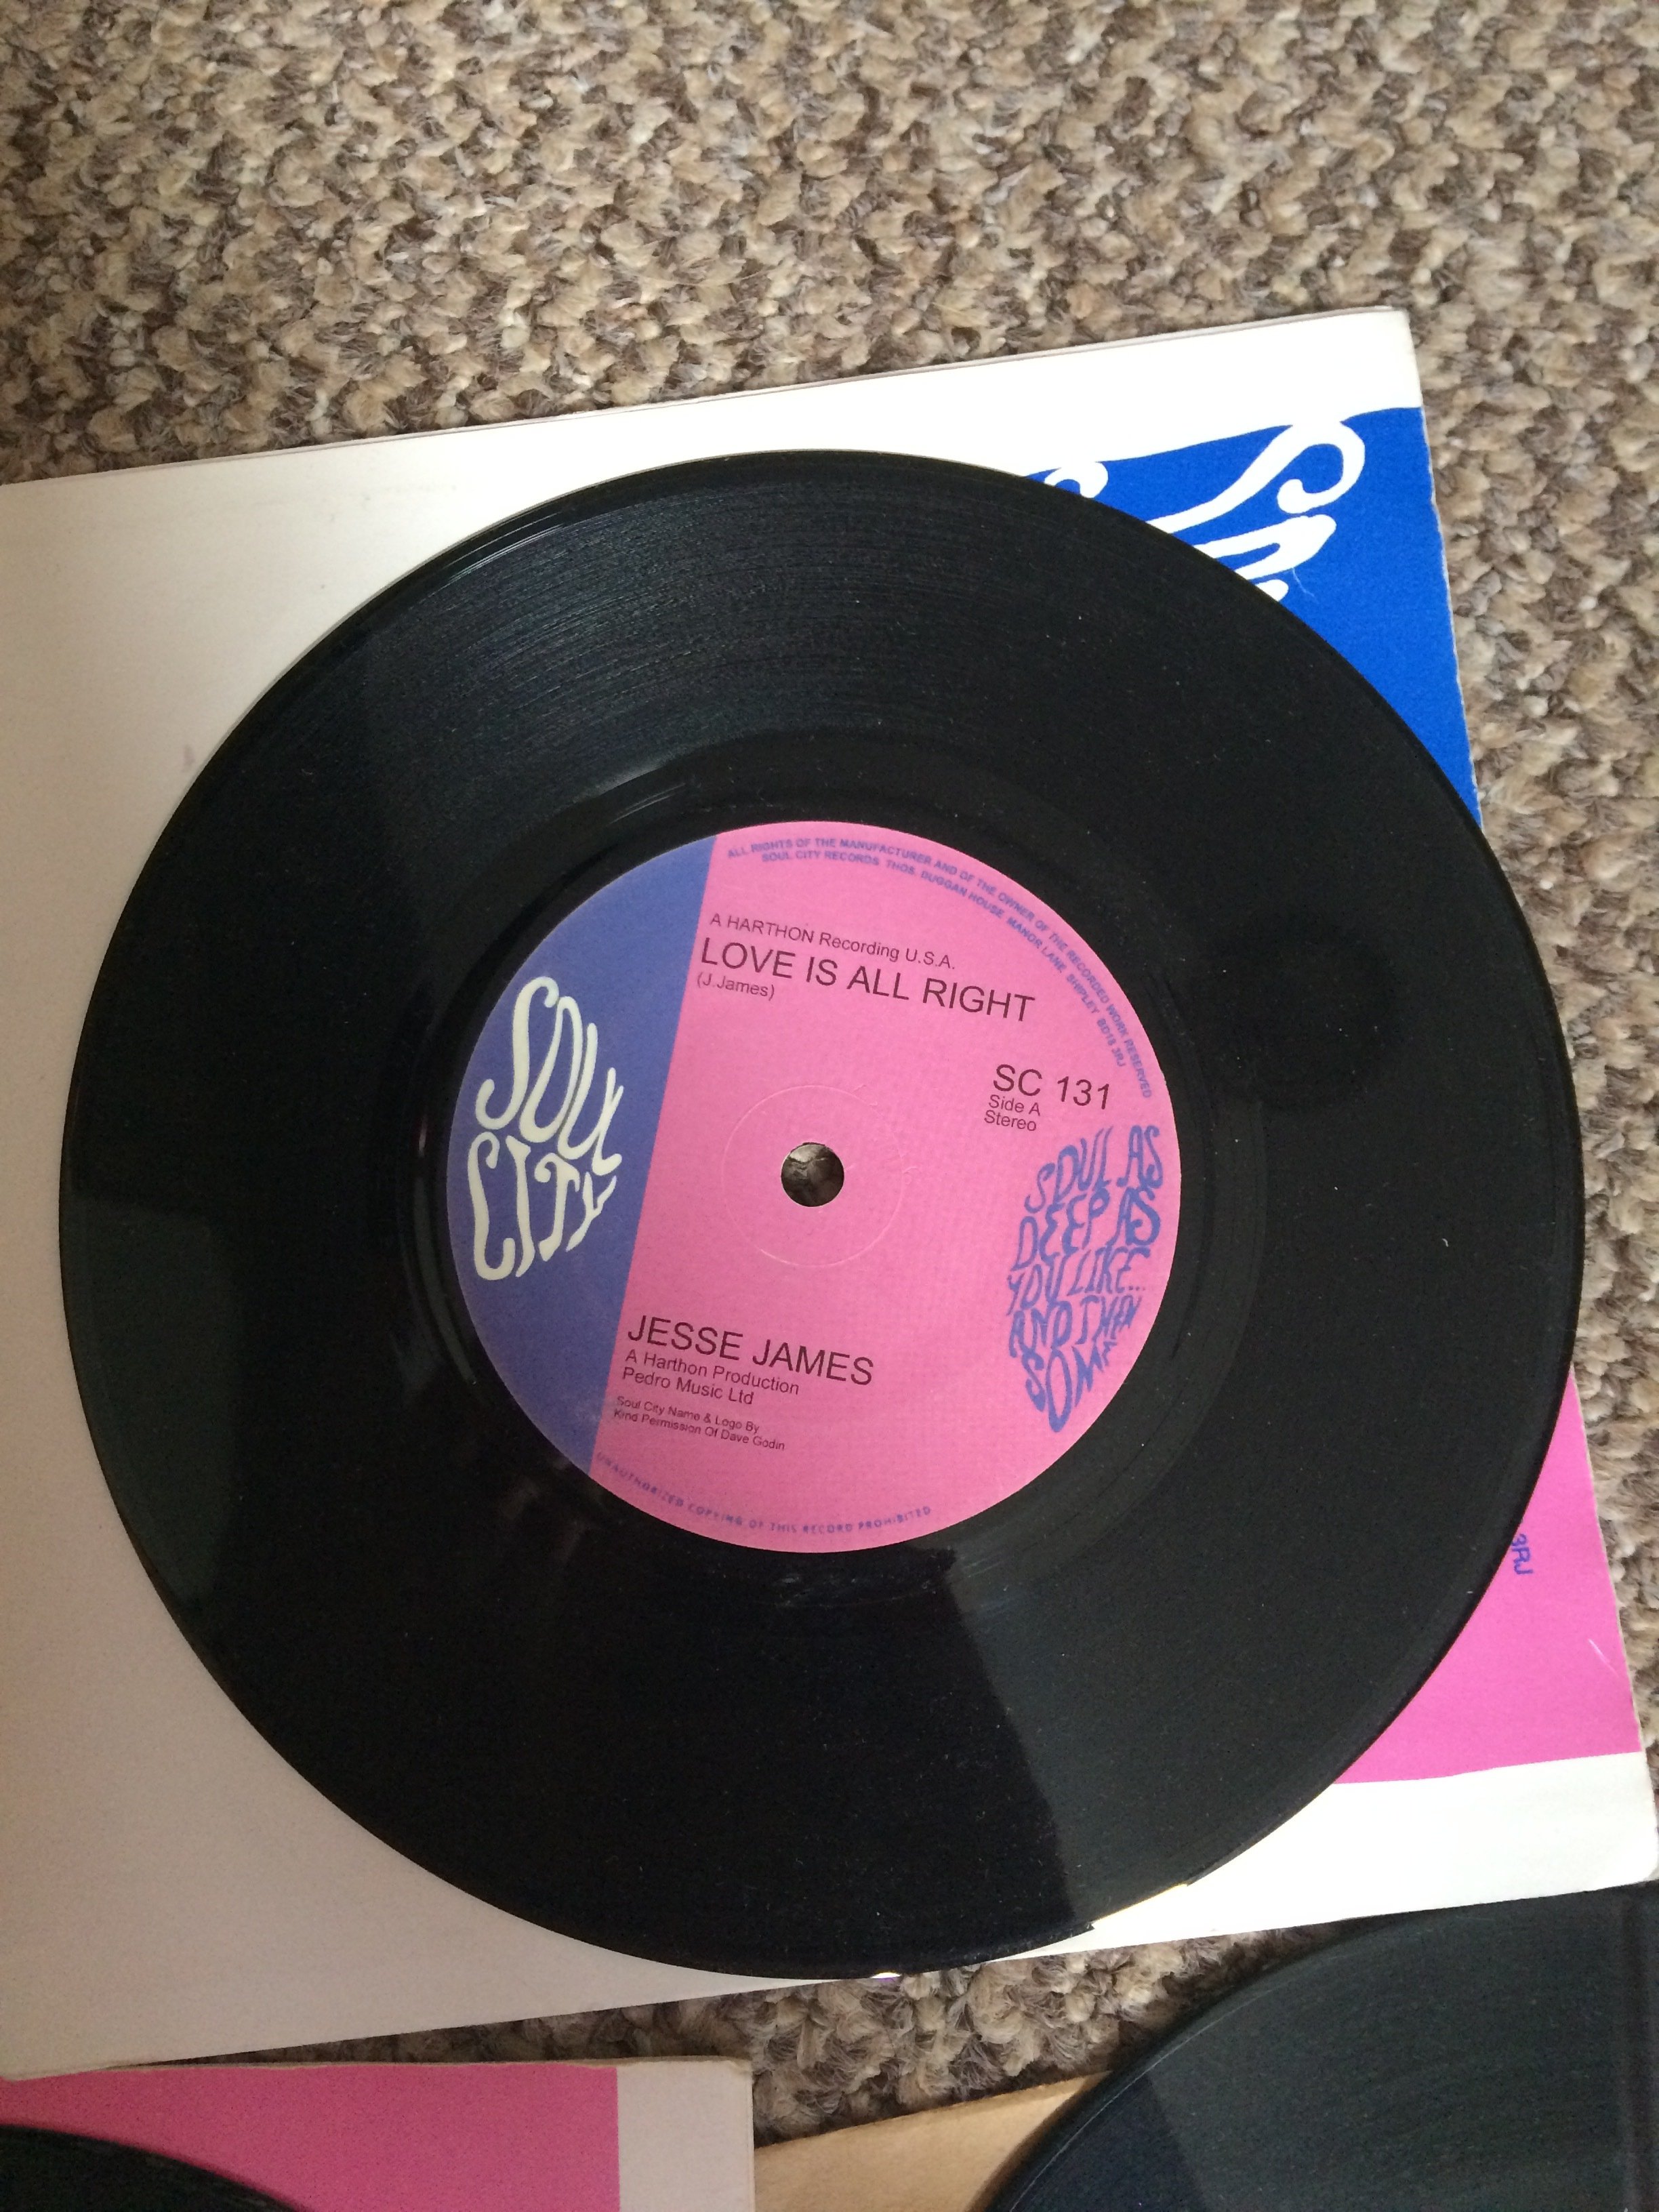 ALL RIGHTS OF THE MANUFACTURER AND OF THE OWNER OF THE RECORDED WORK RESERVED
SOUL CITY RECORDS THOS. DUGGAN HOUSE MANOR LANE SHIPLEY BD18 3RJ
A HARTHON Recording U.S.A.
LOVE IS ALL RIGHT
(J.James)
SC 131
Side A
Stereo
SOUL
CITY
SOUL AS
DEEP AS
YOU LIKE...
AND THEN
SOME
JESSE JAMES
A Harthon Production
Pedro Music Ltd
Soul City Name & Logo By
Kind Permission Of Dave Godin
UNAUTHORIZED COPYING OF THIS RECORD PROHIBITED
3RJ